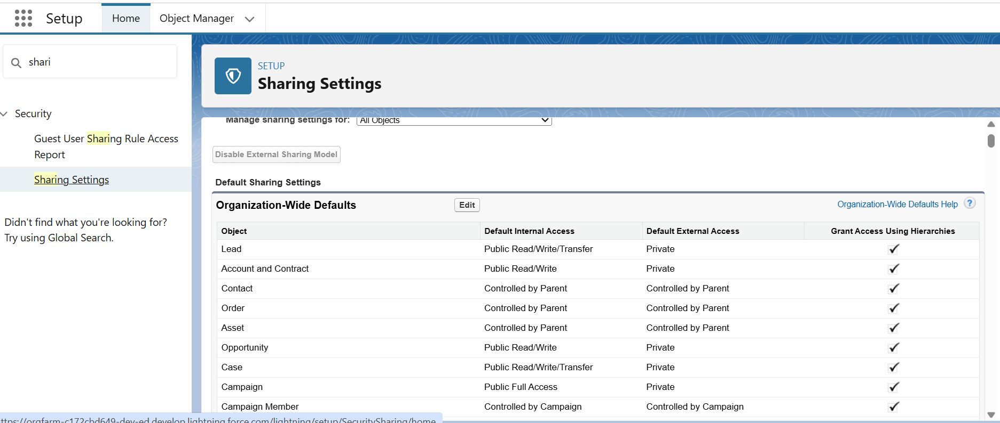 Setup Home Object Manager
shari
Security
Guest User Sharing Rule Access
Report
Sharing Settings
Didn't find what you're looking for?
Try using Global Search.
SETUP
Sharing Settings
Manage sharing settings for: All Objects
Disable External Sharing Model
Default Sharing Settings
Organization-Wide Defaults Edit Organization-Wide Defaults Help ?
Object Default Internal Access Default External Access Grant Access Using Hierarchies
Lead Public Read/Write/Transfer Private ✓
Account and Contract Public Read/Write Private ✓
Contact Controlled by Parent Controlled by Parent ✓
Order Controlled by Parent Controlled by Parent ✓
Asset Controlled by Parent Controlled by Parent ✓
Opportunity Public Read/Write Private ✓
Case Public Read/Write/Transfer Private ✓
Campaign Public Full Access Private ✓
Campaign Member Controlled by Campaign Controlled by Campaign ✓
ttps://orgfarm-c172cbd649-dev-ed.develop.lightning.force.com/lightning/setup/SecuritySharing/home